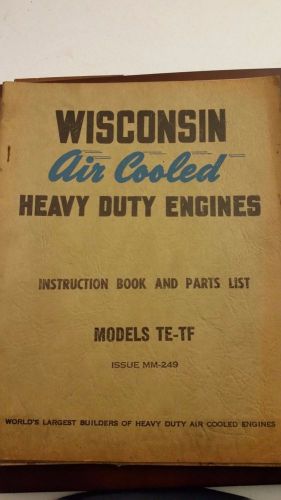 WISCONSIN
Air Cooled
HEAVY DUTY ENGINES
INSTRUCTION BOOK AND PARTS LIST
MODELS TE-TF
ISSUE MM-249
WORLD'S LARGEST BUILDERS OF HEAVY DUTY AIR COOLED ENGINES